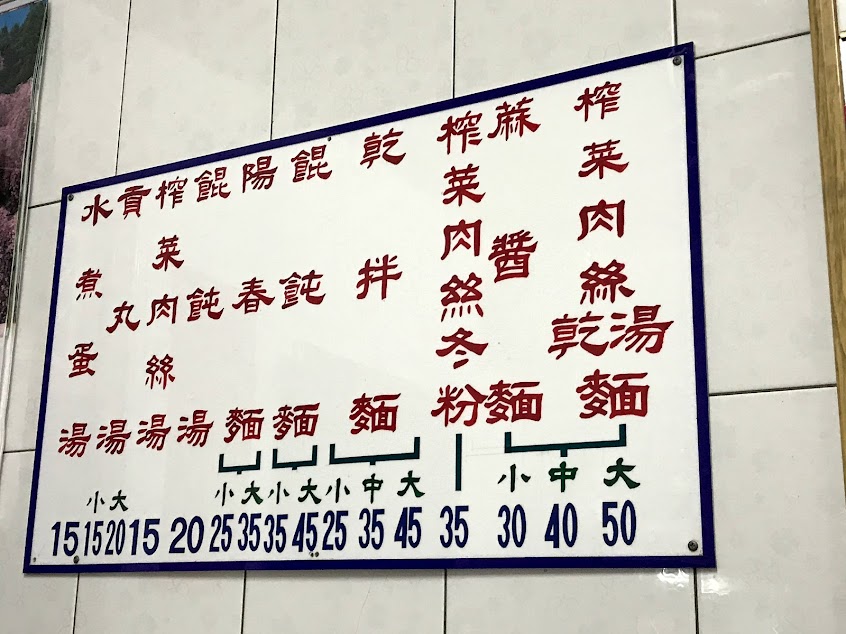 榨菜肉絲乾湯麵
蔴醬麵
小 中 大
30 40 50
榨菜肉絲冬粉
35
乾拌麵
小 中 大
25 35 45
餛飩麵
小 大
35 45
陽春麵
小 大
25 35
餛飩湯
20
榨菜肉絲湯
15
貢丸湯
小 大
15 20
水煮蛋湯
15